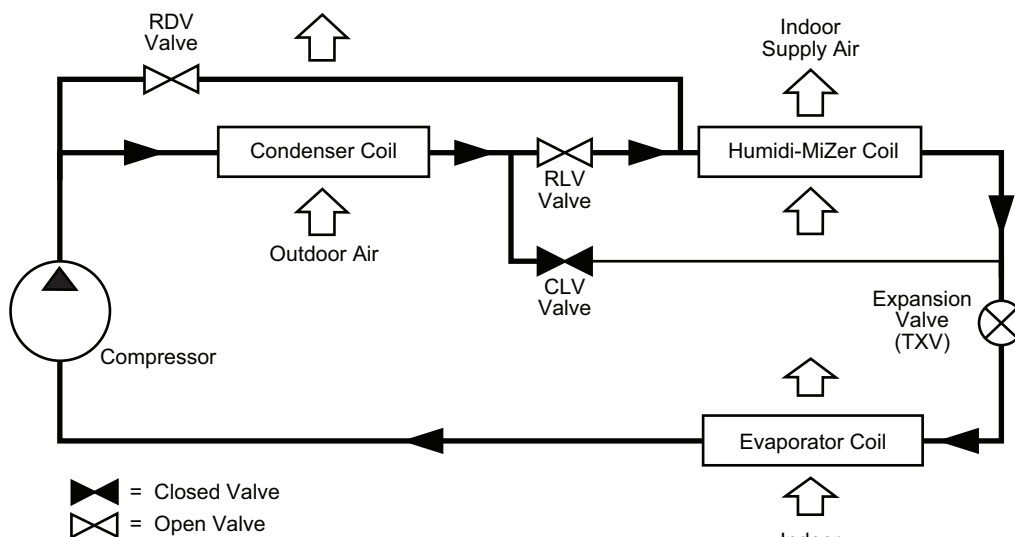 RDV
Valve
Indoor
Supply Air
Condenser Coil
RLV
Valve
Humidi-MiZer Coil
Outdoor Air
CLV
Valve
Expansion
Valve
(TXV)
Compressor
Evaporator Coil
= Closed Valve
= Open Valve